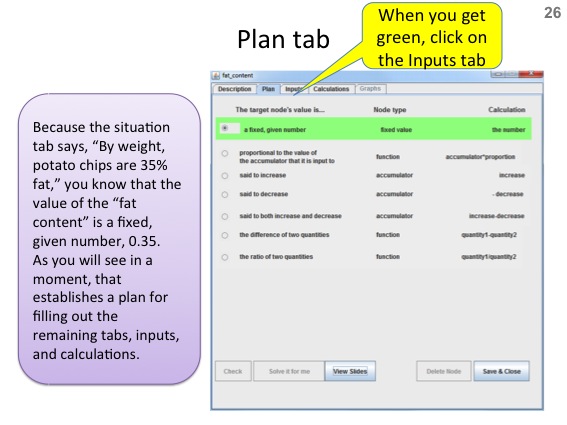 26
Plan tab
When you get
green, click on
the Inputs tab
Because the situation
tab says, “By weight,
potato chips are 35%
fat,” you know that the
value of the “fat
content” is a fixed,
given number, 0.35.
As you will see in a
moment, that
establishes a plan for
filling out the
remaining tabs, inputs,
and calculations.
fat_content
Description Plan Inputs Calculations Graphs
The target node's value is... Node type Calculation
a fixed, given number fixed value the number
proportional to the value of
the accumulator that it is input to function accumulator*proportion
said to increase accumulator increase
said to decrease accumulator - decrease
said to both increase and decrease accumulator increase-decrease
the difference of two quantities function quantity1-quantity2
the ratio of two quantities function quantity1/quantity2
Check Solve it for me View Slides Delete Node Save & Close